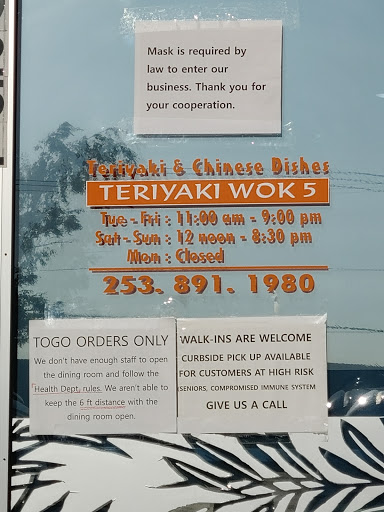 Mask is required by
law to enter our
business. Thank you for
your cooperation.
Teriyaki & Chinese Dishes
TERIYAKI WOK 5
Tue - Fri : 11:00 am - 9:00 pm
Sat - Sun : 12 noon - 8:30 pm
Mon : Closed
253. 891. 1980
TOGO ORDERS ONLY
We don't have enough staff to open
the dining room and follow the
Health Dept, rules. We aren't able to
keep the 6 ft distance with the
dining room open.
WALK-INS ARE WELCOME
CURBSIDE PICK UP AVAILABLE
FOR CUSTOMERS AT HIGH RISK
(SENIORS, COMPROMISED IMMUNE SYSTEM
GIVE US A CALL